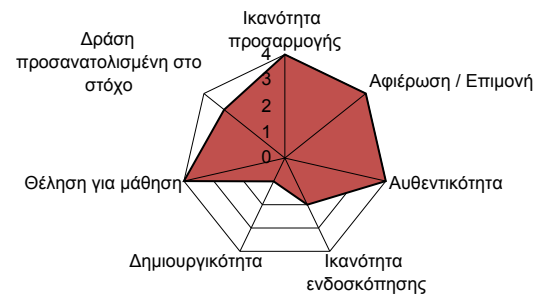 Ικανότητα
προσαρμογής
Δράση
προσανατολισμένη στο
στόχο
Αφιέρωση / Επιμονή
4
3
2
1
0
Θέληση για μάθηση
Αυθεντικότητα
Δημιουργικότητα
Ικανότητα
ενδοσκόπησης